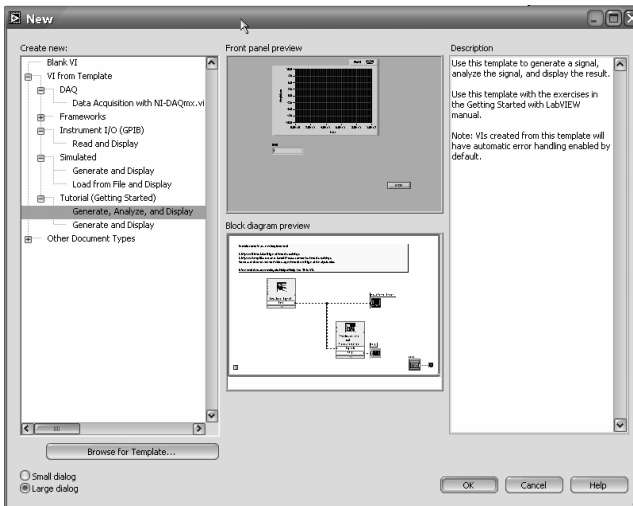 New
Create new:
Blank VI
VI from Template
DAQ
Data Acquisition with NI-DAQmx.vi
Frameworks
Instrument I/O (GPIB)
Read and Display
Simulated
Generate and Display
Load from File and Display
Tutorial (Getting Started)
Generate, Analyze, and Display
Generate and Display
Other Document Types
Browse for Template...
Small dialog
Large dialog
Front panel preview
Block diagram preview
Description
Use this template to generate a signal,
analyze the signal, and display the result.
Use this template with the exercises in
the Getting Started with LabVIEW
manual.
Note: VIs created from this template will
have automatic error handling enabled by
default.
OK
Cancel
Help